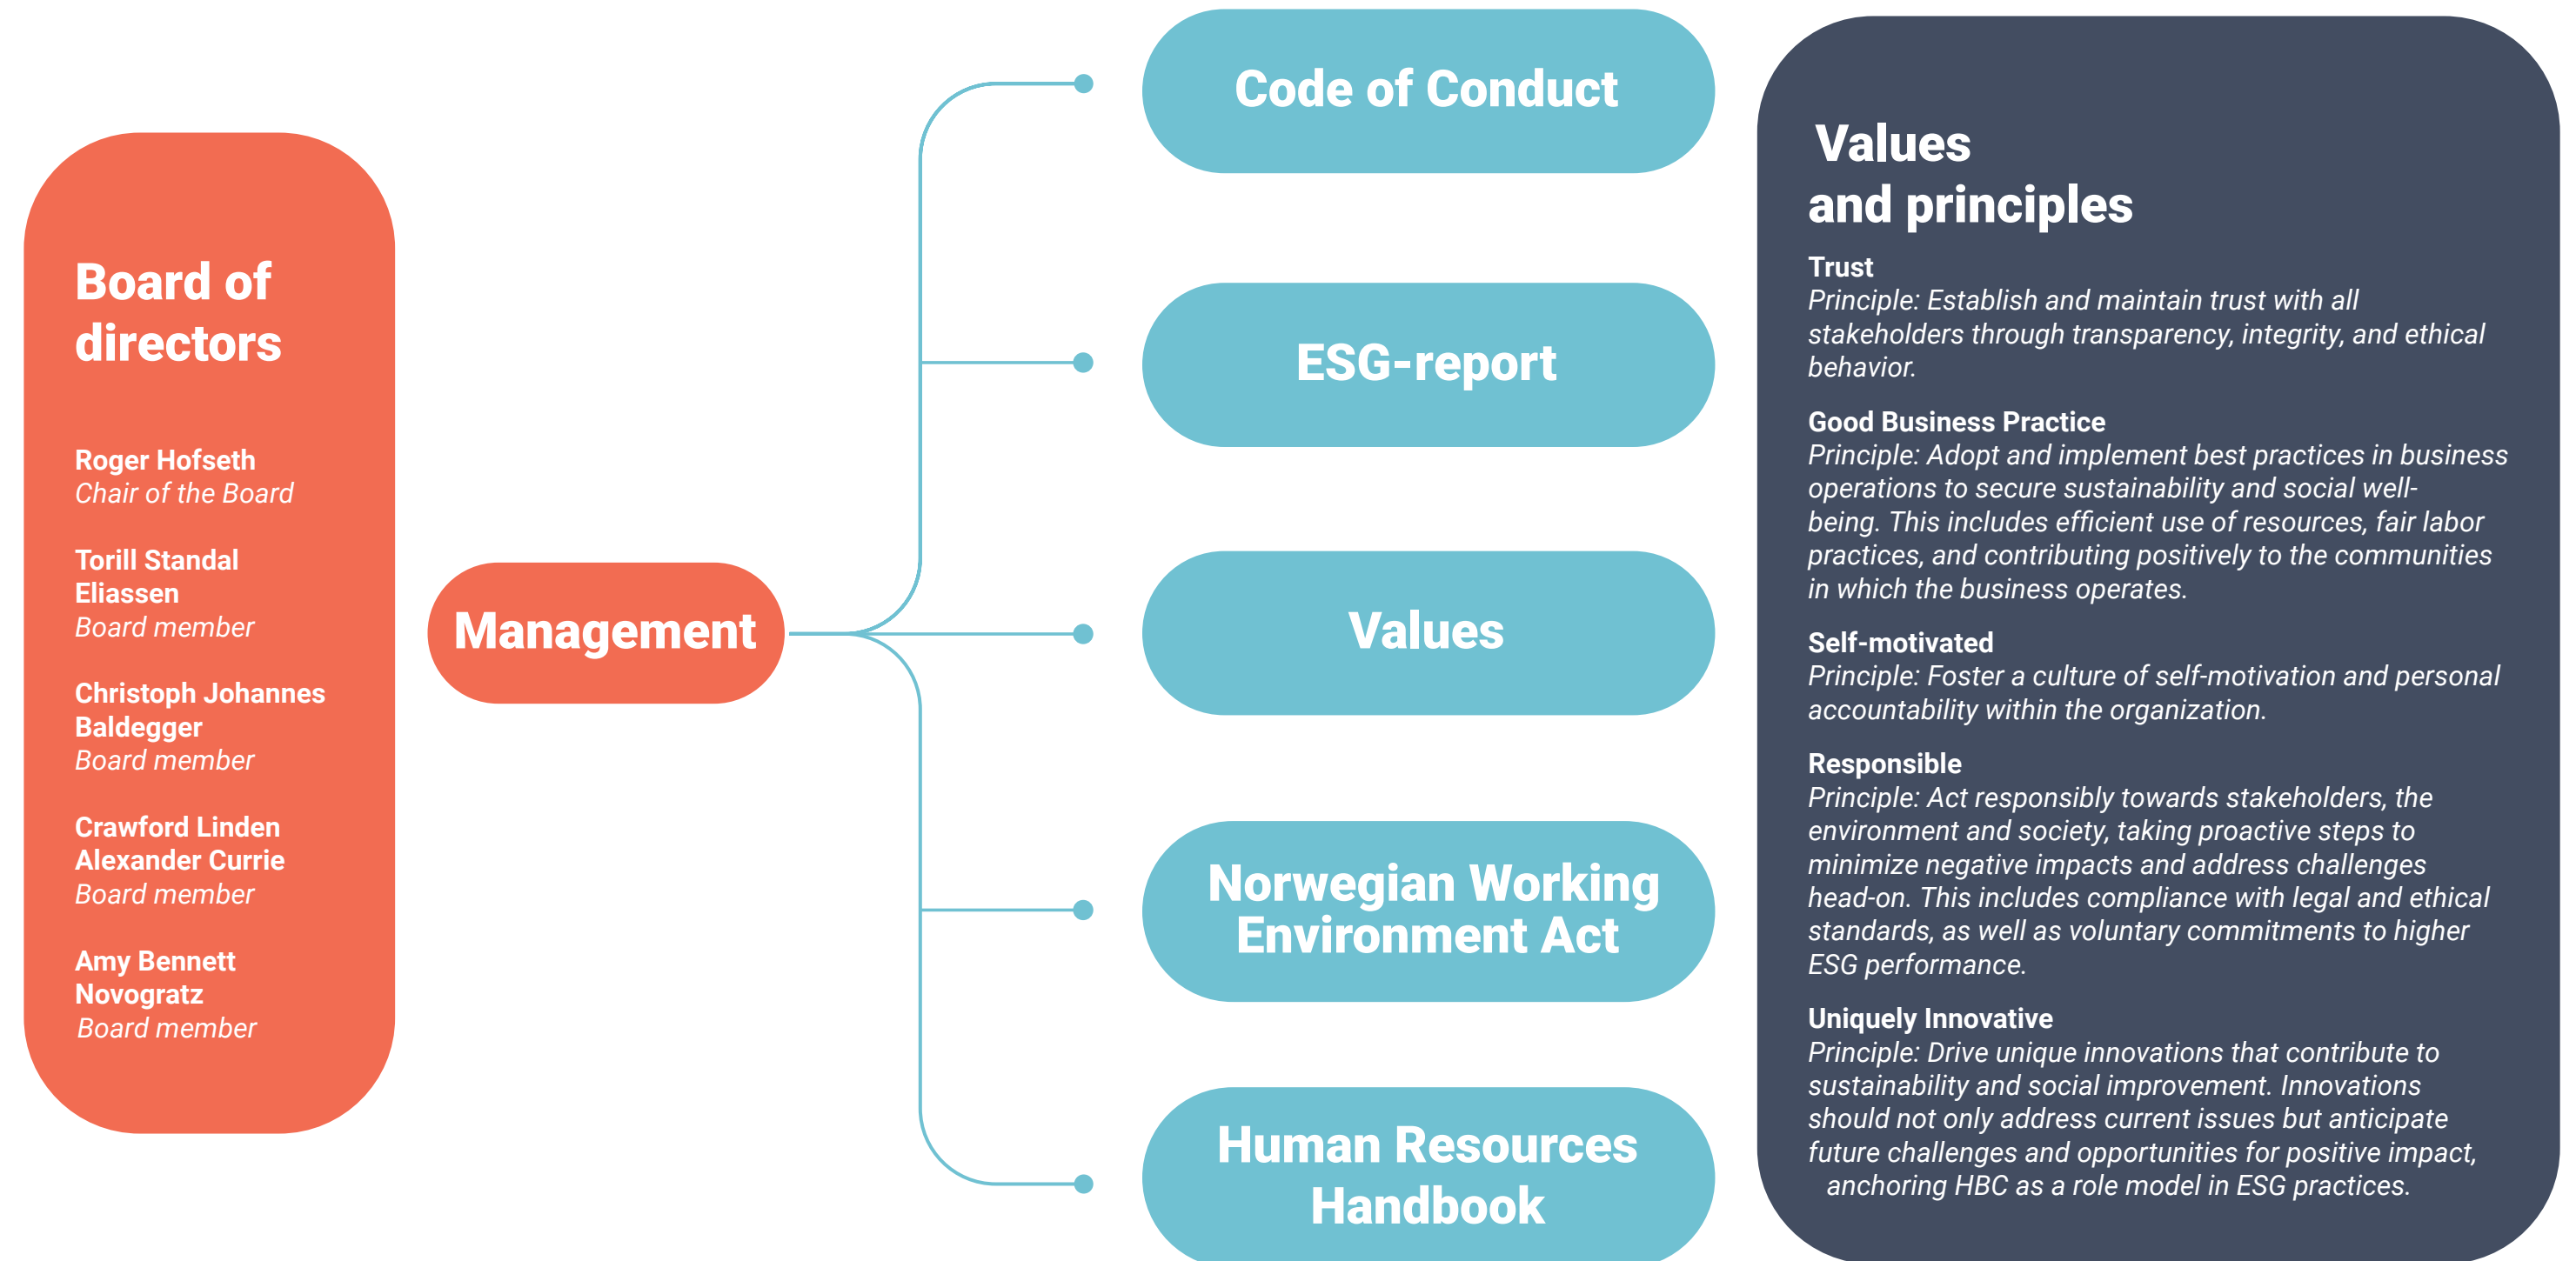 Board of
directors
Roger Hofseth
Chair of the Board
Torill Standal
Eliassen
Board member
Christoph Johannes
Baldegger
Board member
Crawford Linden
Alexander Currie
Board member
Amy Bennett
Novogratz
Board member
Management
Code of Conduct
ESG-report
Values
Norwegian Working
Environment Act
Human Resources
Handbook
Values
and principles
Trust
Principle: Establish and maintain trust with all
stakeholders through transparency, integrity, and ethical
behavior.
Good Business Practice
Principle: Adopt and implement best practices in business
operations to secure sustainability and social well-
being. This includes efficient use of resources, fair labor
practices, and contributing positively to the communities
in which the business operates.
Self-motivated
Principle: Foster a culture of self-motivation and personal
accountability within the organization.
Responsible
Principle: Act responsibly towards stakeholders, the
environment and society, taking proactive steps to
minimize negative impacts and address challenges
head-on. This includes compliance with legal and ethical
standards, as well as voluntary commitments to higher
ESG performance.
Uniquely Innovative
Principle: Drive unique innovations that contribute to
sustainability and social improvement. Innovations
should not only address current issues but anticipate
future challenges and opportunities for positive impact,
anchoring HBC as a role model in ESG practices.